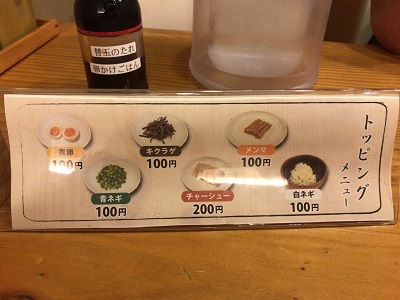 替玉のたれ
卵かけごはん
トッピング
メニュー
煮卵
100円
キクラゲ
100円
メンマ
100円
青ネギ
100円
チャーシュー
200円
白ネギ
100円